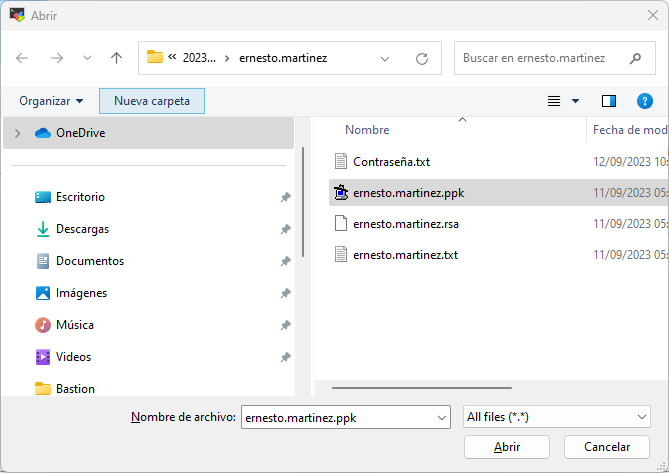 Abrir
« 2023... > ernesto.martinez
Buscar en ernesto.martinez
Organizar Nueva carpeta
OneDrive
Escritorio
Descargas
Documentos
Imágenes
Música
Videos
Bastion
Nombre Fecha de mod
Contraseña.txt 12/09/2023 10:
ernesto.martinez.ppk 11/09/2023 05:
ernesto.martinez.rsa 11/09/2023 05:
ernesto.martinez.txt 11/09/2023 05:
Nombre de archivo: ernesto.martinez.ppk All files (*.*)
Abrir Cancelar